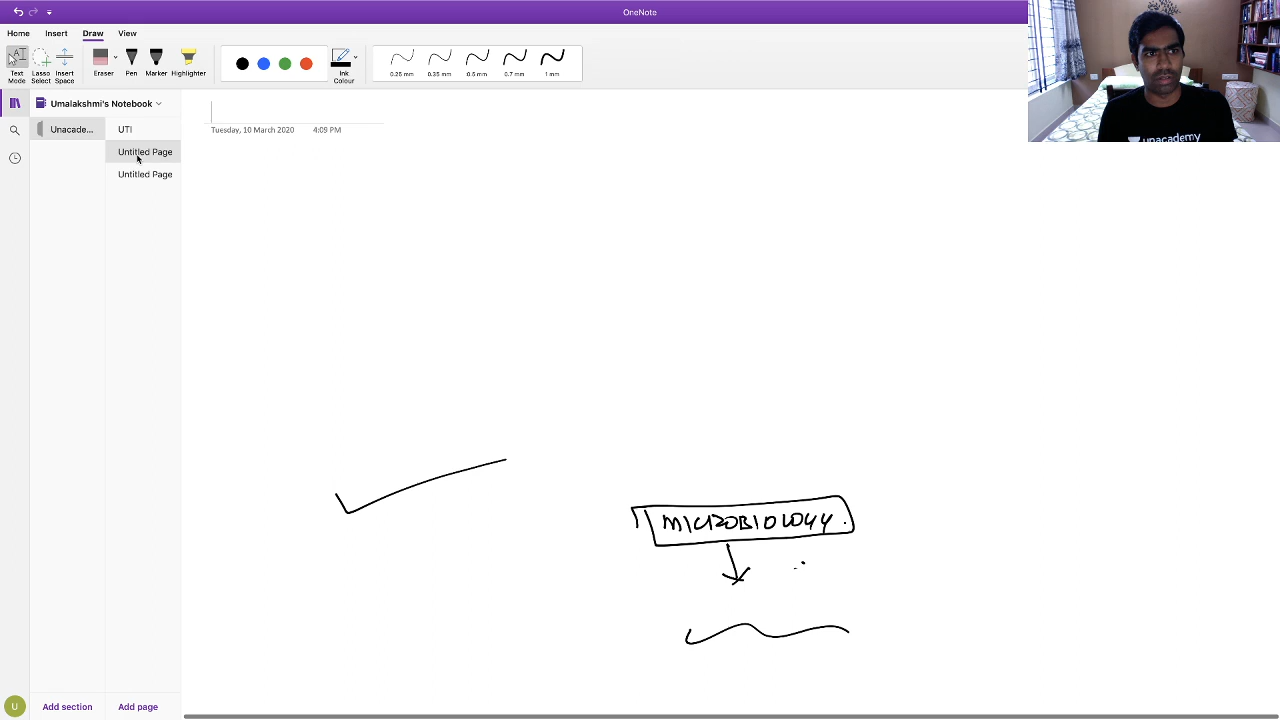 OneNote
Home Insert Draw View
Text Mode
Lasso Select
Insert Space
Eraser
Pen
Marker
Highlighter
Ink Colour
0.25 mm
0.35 mm
0.5 mm
0.7 mm
1 mm
Umalakshmi's Notebook
Unacade...
UTI
Untitled Page
Untitled Page
Tuesday, 10 March 2020 4:09 PM
MICROBIOLOGY.
unacademy
U
Add section
Add page